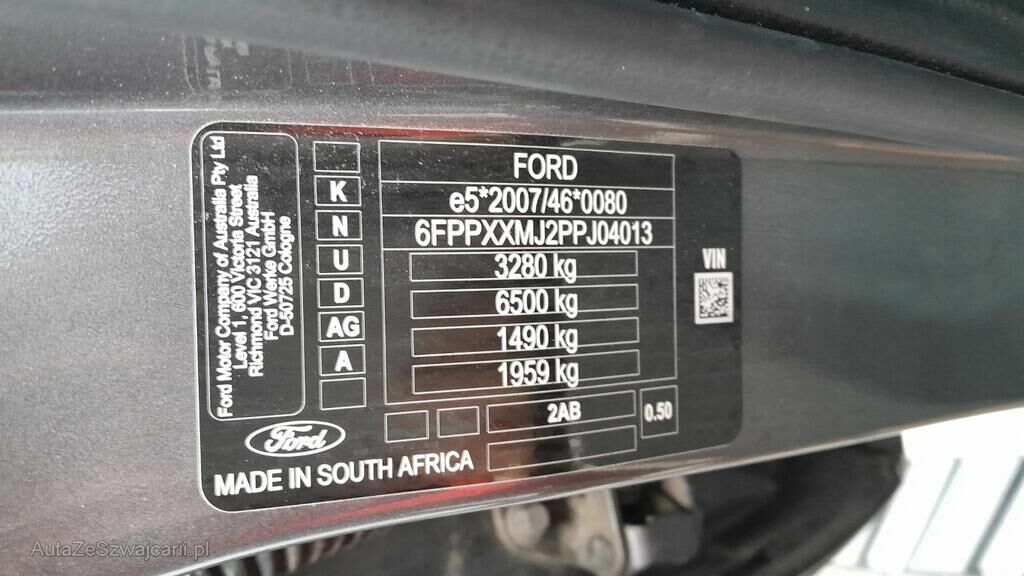 Ford Motor Company of Australia Pty Ltd
Level 1, 600 Victoria Street
Richmond VIC 3121 Australia
Ford Werke GmbH
D-50725 Cologne
K
N
U
D
AG
A
FORD
e5*2007/46*0080
6FPPXXMJ2PPJ04013
3280 kg
6500 kg
1490 kg
1959 kg
VIN
2AB
0.50
Ford
MADE IN SOUTH AFRICA
AutaZeSzwajcarii.pl